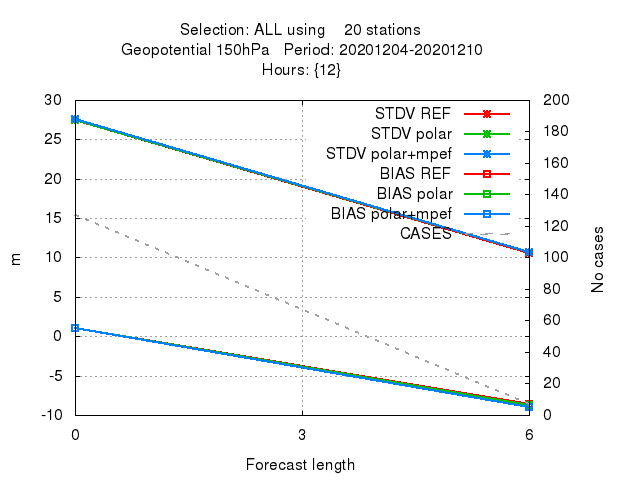 Selection: ALL using    20 stations
Geopotential 150hPa   Period: 20201204-20201210
Hours: {12}
30
25
20
15
10
5
0
-5
-10
m
200
180
160
140
120
100
80
60
40
20
0
No cases
STDV REF
STDV polar
STDV polar+mpef
BIAS REF
BIAS polar
BIAS polar+mpef
CASES
0
3
6
Forecast length